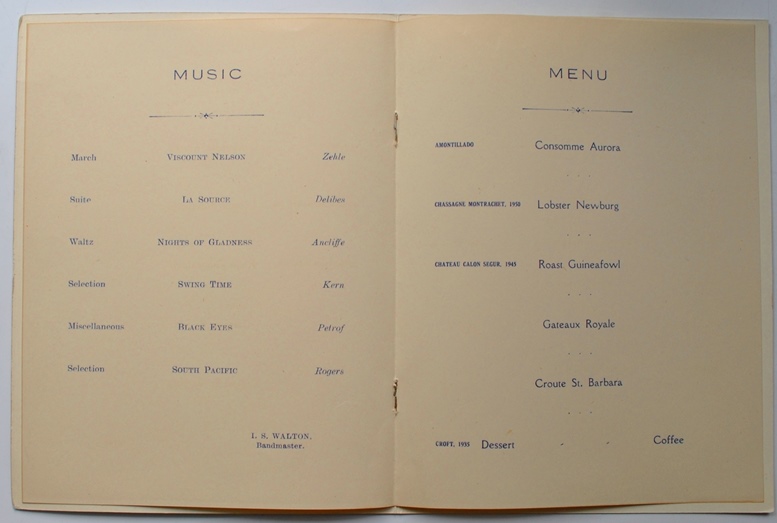 MUSIC
March VISCOUNT NELSON Zehle
Suite LA SOURCE Delibes
Waltz NIGHTS OF GLADNESS Ancliffe
Selection SWING TIME Kern
Miscellaneous BLACK EYES Petrof
Selection SOUTH PACIFIC Rogers
I. S. WALTON,
Bandmaster.
MENU
AMONTILLADO Consomme Aurora
CHASSAGNE MONTRACHET, 1950 Lobster Newburg
CHATEAU CALON SEGUR, 1945 Roast Guineafowl
Gateaux Royale
Croute St. Barbara
CROFT, 1935 Dessert - - Coffee